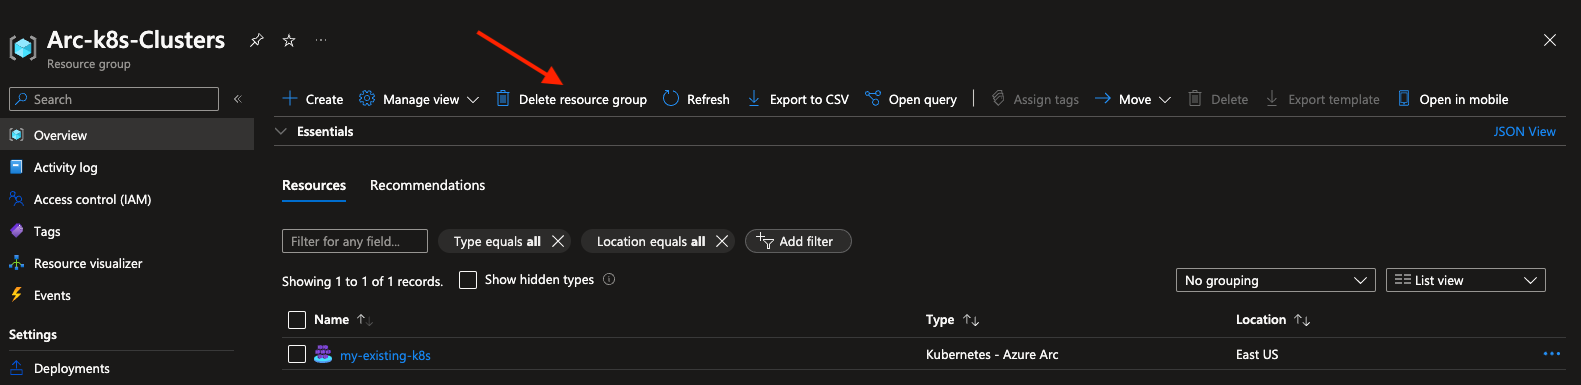 Arc-k8s-Clusters
Resource group
Search
Overview
Activity log
Access control (IAM)
Tags
Resource visualizer
Events
Settings
Deployments
Create Manage view Delete resource group Refresh Export to CSV Open query Assign tags Move Delete Export template Open in mobile
Essentials JSON View
Resources Recommendations
Filter for any field... Type equals all Location equals all Add filter
Showing 1 to 1 of 1 records. Show hidden types No grouping List view
Name Type Location
my-existing-k8s Kubernetes - Azure Arc East US